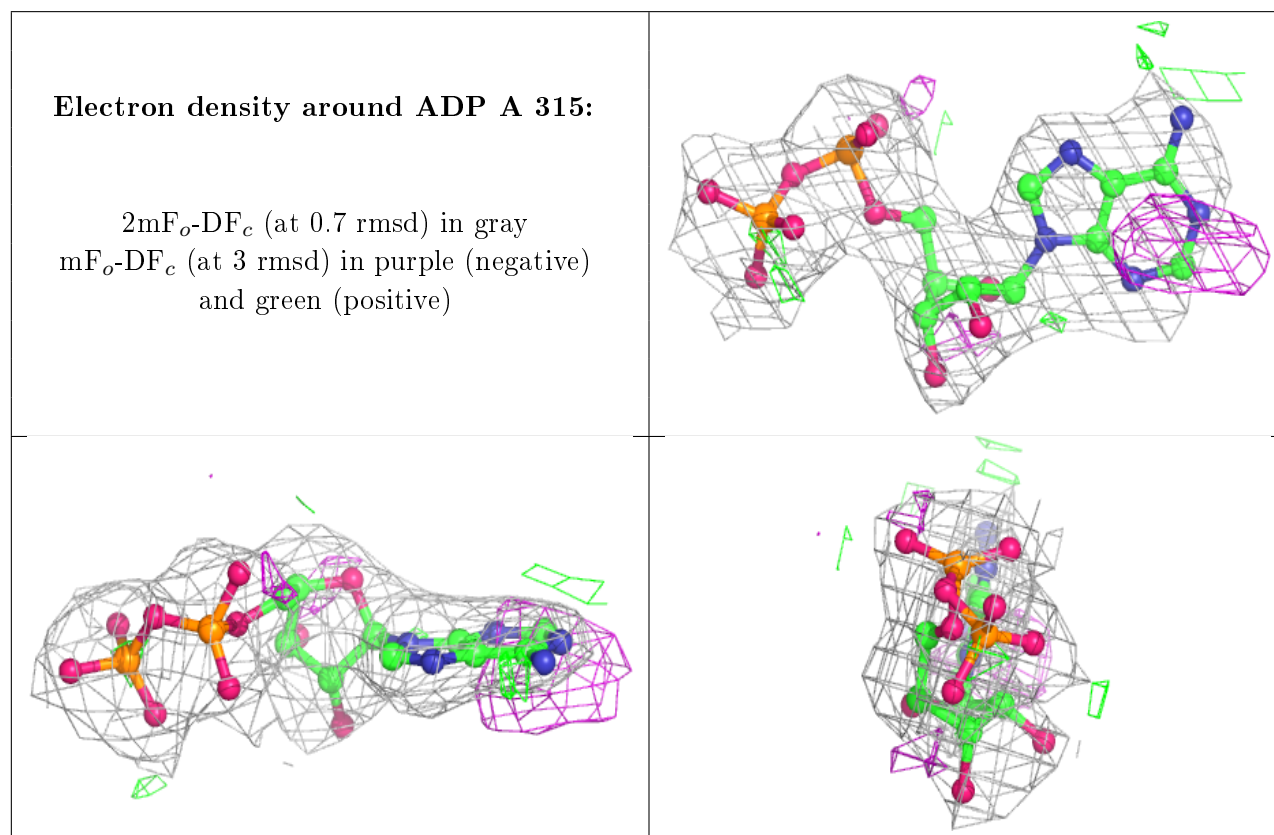 Electron density around ADP A 315:
2mFₒ-DF𝒸 (at 0.7 rmsd) in gray
mFₒ-DF𝒸 (at 3 rmsd) in purple (negative)
and green (positive)